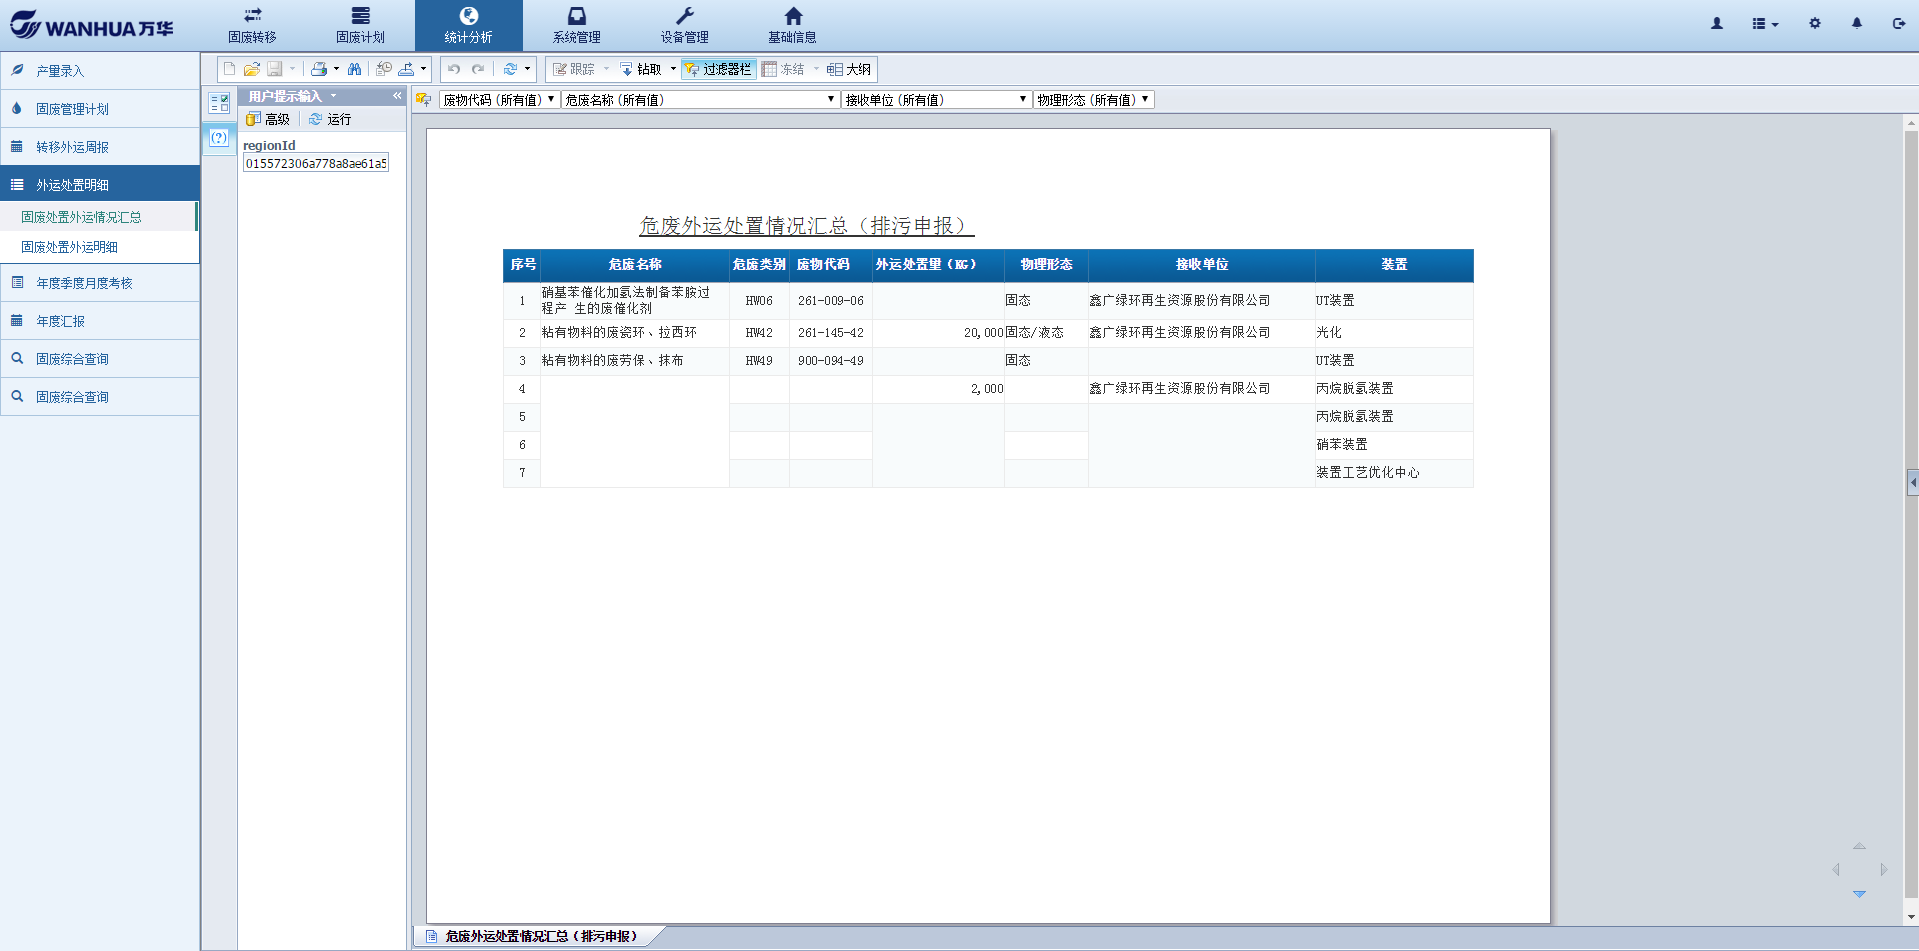 WANHUA万华
固废转移
固废计划
统计分析
系统管理
设备管理
基础信息
产量录入
固废管理计划
转移外运周报
外运处置明细
固废处置外运情况汇总
固废处置外运明细
年度季度月度考核
年度汇报
固废综合查询
固废综合查询
跟踪 钻取 过滤器栏 冻结 大纲
用户提示输入
高级 运行
regionId
015572306a778a8ae61a5
废物代码 (所有值) 危废名称 (所有值) 接收单位 (所有值) 物理形态 (所有值)
危废外运处置情况汇总（排污申报）
序号 危废名称 危废类别 废物代码 外运处置量（KG） 物理形态 接收单位 装置
1 硝基苯催化加氢法制备苯胺过 HW06 261-009-06 固态 鑫广绿环再生资源股份有限公司 UT装置
程产 生的废催化剂
2 粘有物料的废瓷环、拉西环 HW42 261-145-42 20,000 固态/液态 鑫广绿环再生资源股份有限公司 光化
3 粘有物料的废劳保、抹布 HW49 900-094-49 固态 UT装置
4 2,000 鑫广绿环再生资源股份有限公司 丙烷脱氢装置
5 丙烷脱氢装置
6 硝苯装置
7 装置工艺优化中心
危废外运处置情况汇总（排污申报）